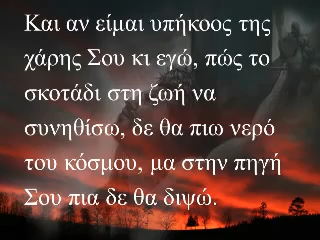 Και αν είμαι υπήκοος της
χάρης Σου κι εγώ, πώς το
σκοτάδι στη ζωή να
συνηθίσω, δε θα πιω νερό
του κόσμου, μα στην πηγή
Σου πια δε θα διψώ.